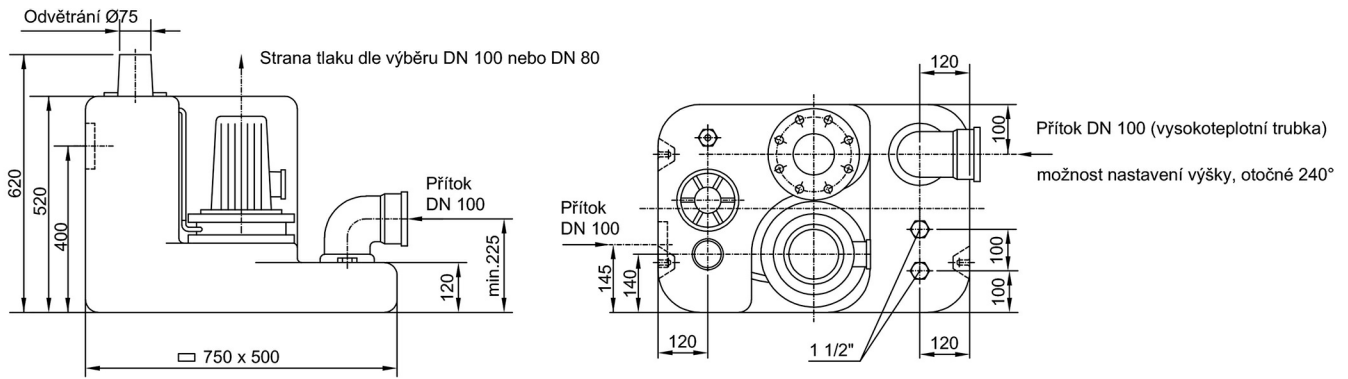 Odvětrání Ø75
Strana tlaku dle výběru DN 100 nebo DN 80
620
520
400
Přítok
DN 100
min.225
120
750 x 500
120
100
Přítok DN 100 (vysokoteplotní trubka)
možnost nastavení výšky, otočné 240°
Přítok
DN 100
145
140
100
100
120
1 1/2"
120